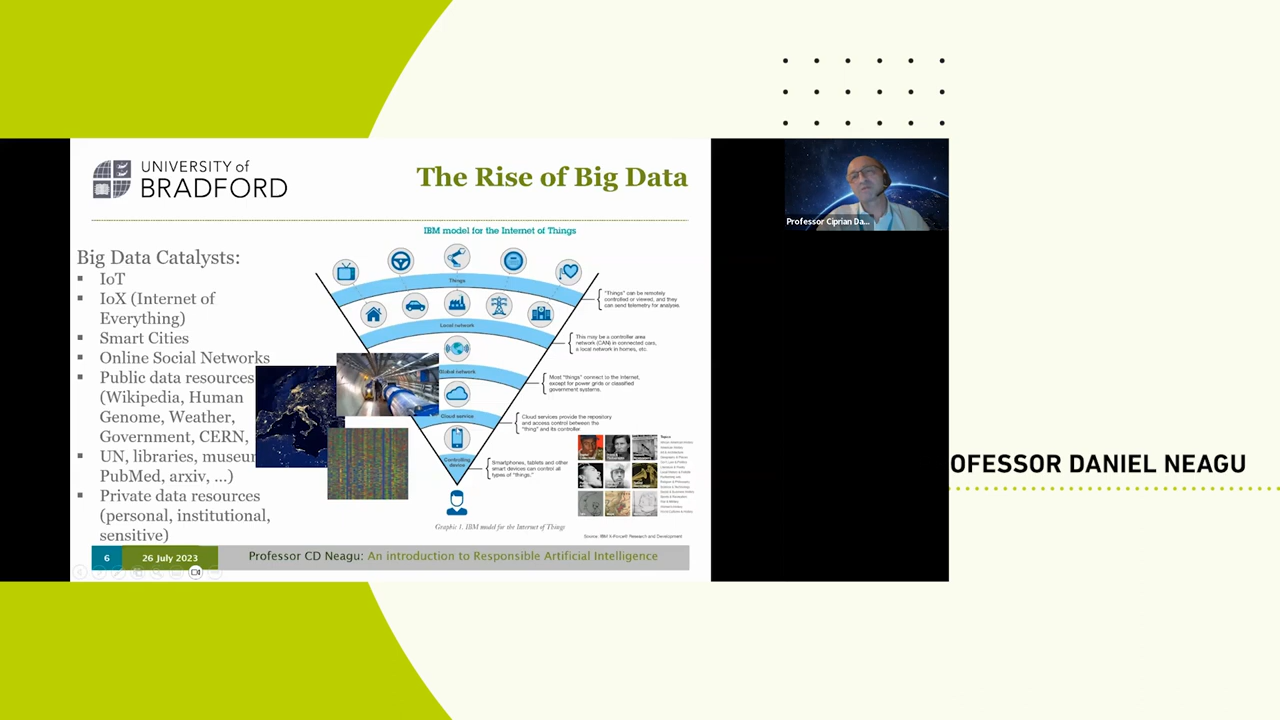 UNIVERSITY of
BRADFORD
The Rise of Big Data
IBM model for the Internet of Things
Big Data Catalysts:
IoT
IoX (Internet of
Everything)
Smart Cities
Online Social Networks
Public data resources
(Wikipedia, Human
Genome, Weather,
Government, CERN,
UN, libraries, museu
PubMed, arxiv,
Private data resources
(personal, institutional,
sensitive)
Things
Local network
Global network
Cloud service
Controlling
device
"Things" can be remotely
controlled or viewed, and they
can send telemetry for analysis.
This may be a controller area
network (CAN) in connected cars,
a local network in homes, etc.
Most "things" connect to the Internet,
except for power grids or classified
government systems.
Cloud services provide the repository
and access control between the
"thing" and its controller
Smartphones, tablets and other
smart devices can control all
types of "things."
Topics
Graphic 1. IBM model for the Internet of Things
Source: IBM X-Force® Research and Development
6
26 July 2023
Professor CD Neagu: An introduction to Responsible Artificial Intelligence
Professor Ciprian Da...
OFESSOR DANIEL NEAGU